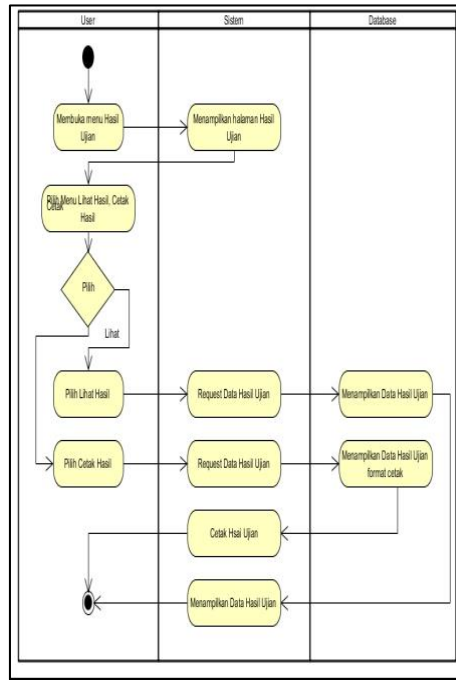 User
Sistem
Database
Membuka menu Hasil
Ujian
Menampilkan halaman Hasil
Ujian
Pilih Menu Lihat Hasil, Cetak
Hasil
Cetak
Pilih
Lihat
Pilih Lihat Hasil
Request Data Hasil Ujian
Menampilkan Data Hasil Ujian
Pilih Cetak Hasil
Request Data Hasil Ujian
Menampilkan Data Hasil Ujian
format cetak
Cetak Hsai Ujian
Menampilkan Data Hasil Ujian